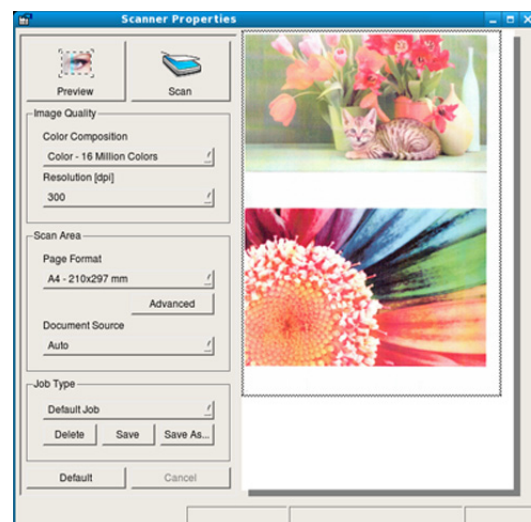 Scanner Properties
Preview
Scan
Image Quality
Color Composition
Color - 16 Million Colors
Resolution [dpi]
300
Scan Area
Page Format
A4 - 210x297 mm
Advanced
Document Source
Auto
Job Type
Default Job
Delete Save Save As...
Default
Cancel